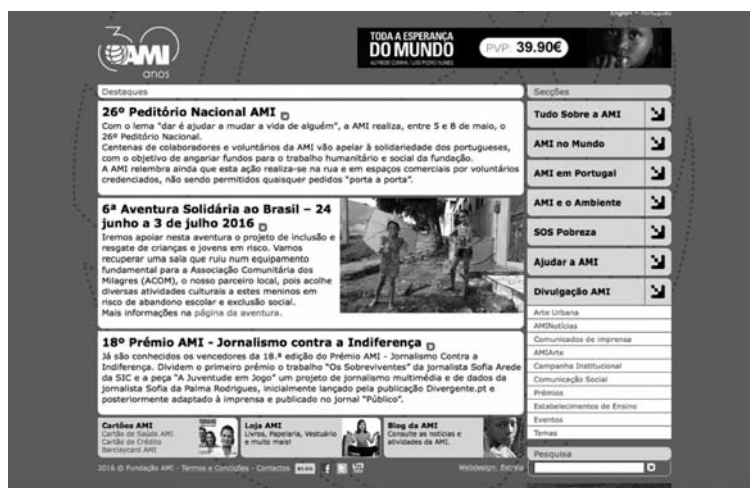 English • Português
30
AMI
anos
TODA A ESPERANÇA
DO MUNDO
ALFREDO CUNHA / LUIS PEDRO NUNES
PVP: 39.90€
Destaques
26º Peditório Nacional AMI
Com o lema "dar é ajudar a mudar a vida de alguém", a AMI realiza, entre 5 e 8 de maio, o
26º Peditório Nacional.
Centenas de colaboradores e voluntários da AMI vão apelar à solidariedade dos portugueses,
com o objetivo de angariar fundos para o trabalho humanitário e social da fundação.
A AMI relembra ainda que esta ação realiza-se na rua e em espaços comerciais por voluntários
credenciados, não sendo permitidos quaisquer pedidos "porta a porta".
6ª Aventura Solidária ao Brasil – 24
junho a 3 de julho 2016
Iremos apoiar nesta aventura o projeto de inclusão e
resgate de crianças e jovens em risco. Vamos
recuperar uma sala que ruiu num equipamento
fundamental para a Associação Comunitária dos
Milagres (ACOM), o nosso parceiro local, pois acolhe
diversas atividades culturais a estes meninos em
risco de abandono escolar e exclusão social.
Mais informações na página da aventura.
18º Prémio AMI - Jornalismo contra a Indiferença
Já são conhecidos os vencedores da 18.ª edição do Prémio AMI - Jornalismo Contra a
Indiferença. Dividem o primeiro prémio o trabalho "Os Sobreviventes" da jornalista Sofia Arede
da SIC e a peça "A Juventude em Jogo" um projeto de jornalismo multimédia e de dados da
jornalista Sofia da Palma Rodrigues, inicialmente lançado pela publicação Divergente.pt e
posteriormente adaptado à imprensa e publicado no jornal "Público".
Cartões AMI
Cartão de Saúde AMI
Cartão de Crédito
Barclaycard AMI
Loja AMI
Livros, Papelaria, Vestuário
e muito mais!
Blog da AMI
Consulte as notícias e
atividades da AMI.
2016 © Fundação AMI - Termos e Condições - Contactos
BLOG
f
You
Webdesign: Estrela
Secções
Tudo Sobre a AMI
AMI no Mundo
AMI em Portugal
AMI e o Ambiente
SOS Pobreza
Ajudar a AMI
Divulgação AMI
Arte Urbana
AMINotícias
Comunicados de imprensa
AMIArte
Campanha Institucional
Comunicação Social
Prémios
Estabelecimentos de Ensino
Eventos
Temas
Pesquisa